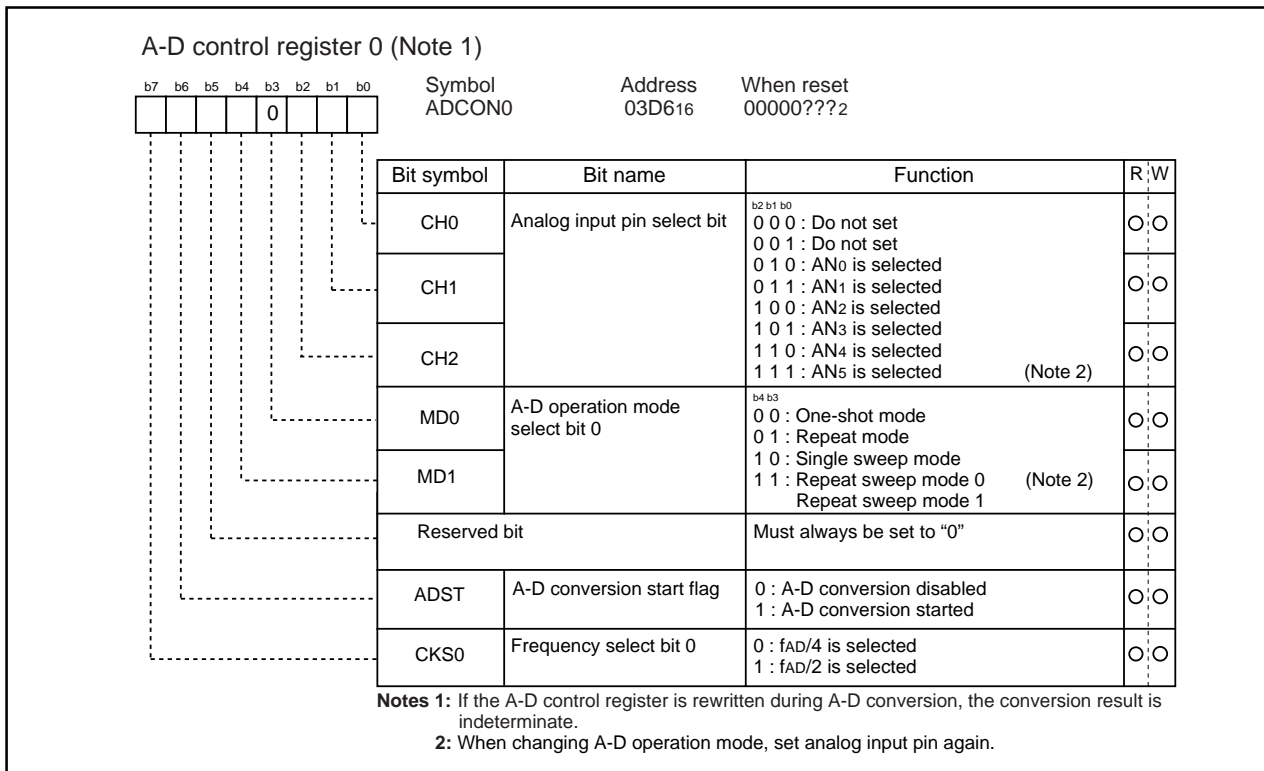 A-D control register 0 (Note 1)
b7 b6 b5 b4 b3 b2 b1 b0
0
Symbol Address When reset
ADCON0 03D616 00000???2
Bit symbol Bit name Function R W
CH0 Analog input pin select bit
b2 b1 b0
0 0 0 : Do not set
0 0 1 : Do not set
0 1 0 : AN0 is selected
CH1
0 1 1 : AN1 is selected
1 0 0 : AN2 is selected
1 0 1 : AN3 is selected
CH2
1 1 0 : AN4 is selected
1 1 1 : AN5 is selected (Note 2)
MD0 A-D operation mode
select bit 0
b4 b3
0 0 : One-shot mode
0 1 : Repeat mode
MD1
1 0 : Single sweep mode
1 1 : Repeat sweep mode 0 (Note 2)
Repeat sweep mode 1
Reserved bit Must always be set to “0”
ADST A-D conversion start flag
0 : A-D conversion disabled
1 : A-D conversion started
CKS0 Frequency select bit 0
0 : fAD/4 is selected
1 : fAD/2 is selected
Notes 1: If the A-D control register is rewritten during A-D conversion, the conversion result is
indeterminate.
2: When changing A-D operation mode, set analog input pin again.